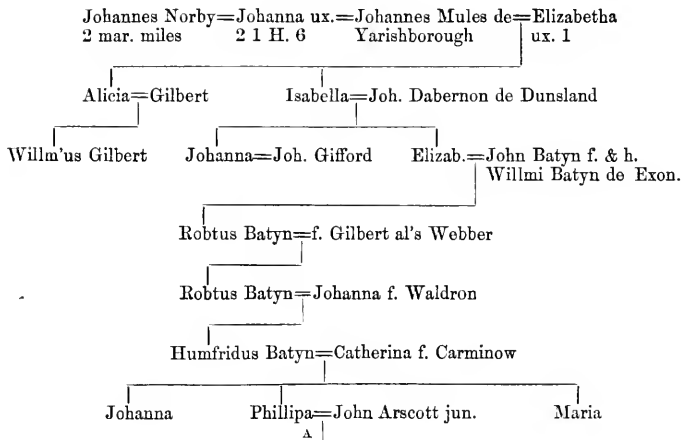 Johannes Norby=Johanna ux.=Johannes Mules de=Elizabetha
2 mar. miles 2 1 H. 6 Yarishborough ux. 1
Alicia=Gilbert Isabella=Joh. Dabernon de Dunsland
Willm'us Gilbert Johanna=Joh. Gifford Elizab.=John Batyn f. & h.
Willmi Batyn de Exon.
Robtus Batyn=f. Gilbert al's Webber
Robtus Batyn=Johanna f. Waldron
Humfridus Batyn=Catherina f. Carminow
Johanna Phillipa=John Arscott jun. Maria
A